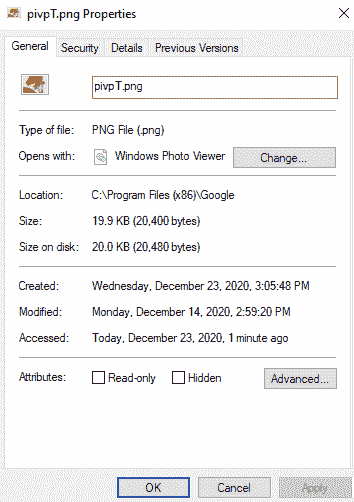 pivpT.png Properties
General Security Details Previous Versions
pivpT.png
Type of file: PNG File (.png)
Opens with: Windows Photo Viewer Change...
Location: C:\Program Files (x86)\Google
Size: 19.9 KB (20,400 bytes)
Size on disk: 20.0 KB (20,480 bytes)
Created: Wednesday, December 23, 2020, 3:05:48 PM
Modified: Monday, December 14, 2020, 2:59:20 PM
Accessed: Today, December 23, 2020, 1 minute ago
Attributes: Read-only Hidden Advanced...
OK Cancel Apply